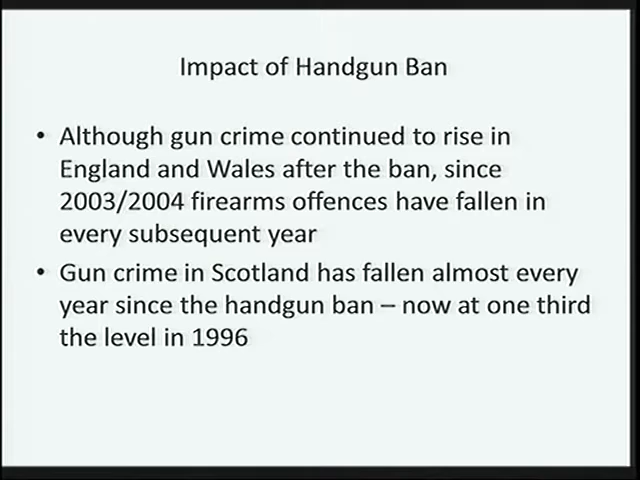 Impact of Handgun Ban
• Although gun crime continued to rise in
England and Wales after the ban, since
2003/2004 firearms offences have fallen in
every subsequent year
• Gun crime in Scotland has fallen almost every
year since the handgun ban – now at one third
the level in 1996